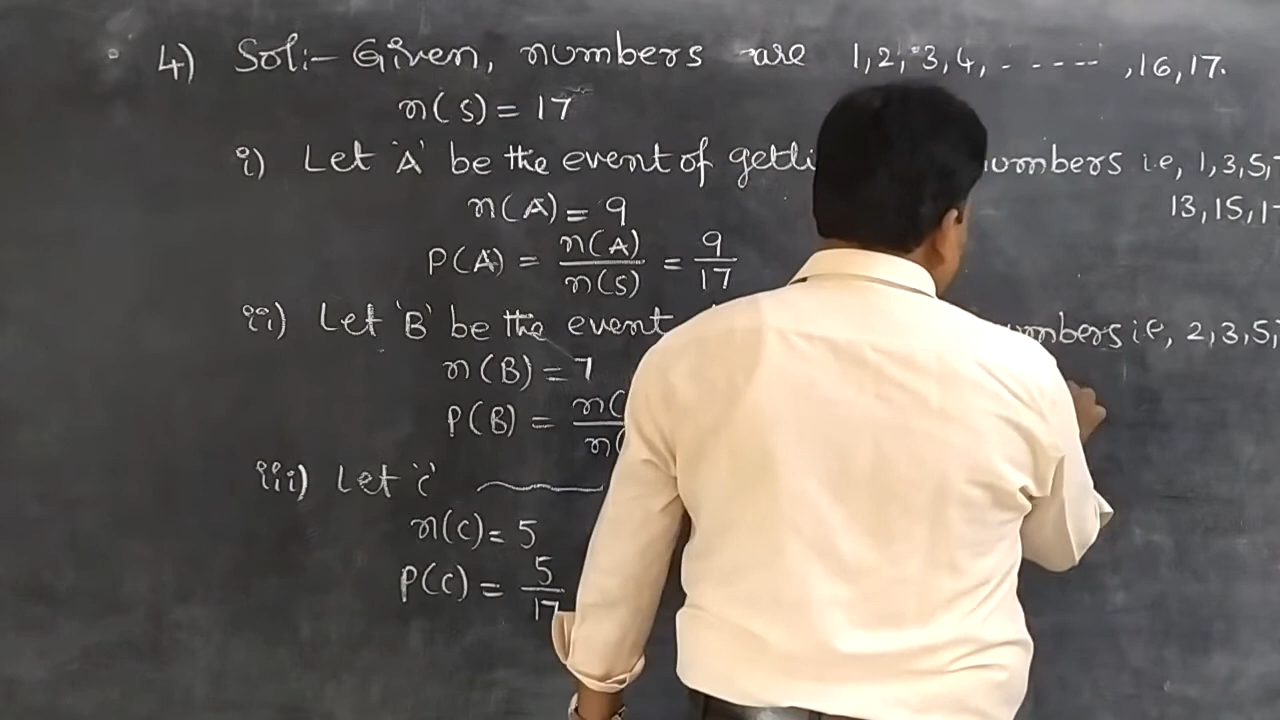 4) Sol:- Given, numbers are 1,2,3,4, - - - - - ,16,17.
n(S) = 17
i) Let 'A' be the event of getti umbers i.e, 1,3,5,
13,15,1
n(A) = 9
P(A) = n(A)/n(S) = 9/17
ii) Let 'B' be the event umbers i.e, 2,3,5,
n(B) = 7
P(B) = n(/n(
iii) Let 'c'
n(C) = 5
P(C) = 5/17